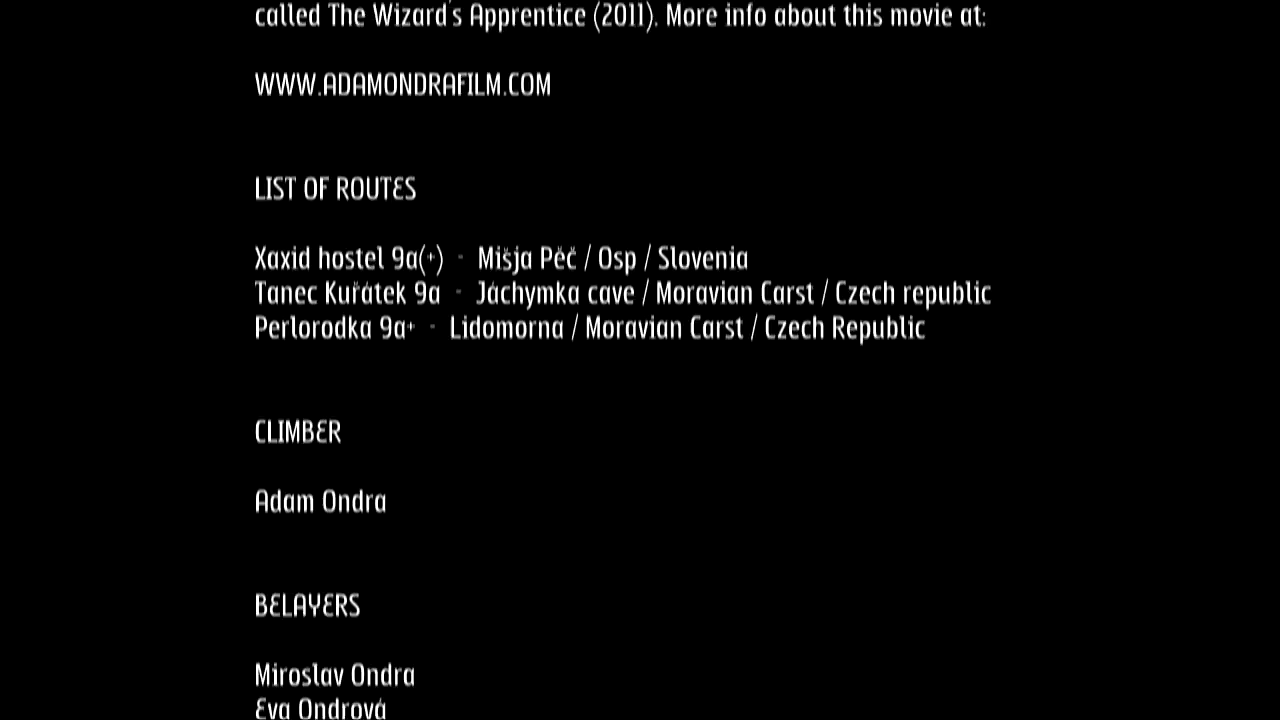 called The Wizard's Apprentice (2011). More info about this movie at:
WWW.ADAMONDRAFILM.COM
LIST OF ROUTES
Xaxid hostel 9a(+) - Mišja Pěč / Osp / Slovenia
Tanec Kuřátek 9a - Jáchymka cave / Moravian Carst / Czech republic
Perlorodka 9a+ - Lidomorna / Moravian Carst / Czech Republic
CLIMBER
Adam Ondra
BELAYERS
Miroslav Ondra
Eva Ondrová